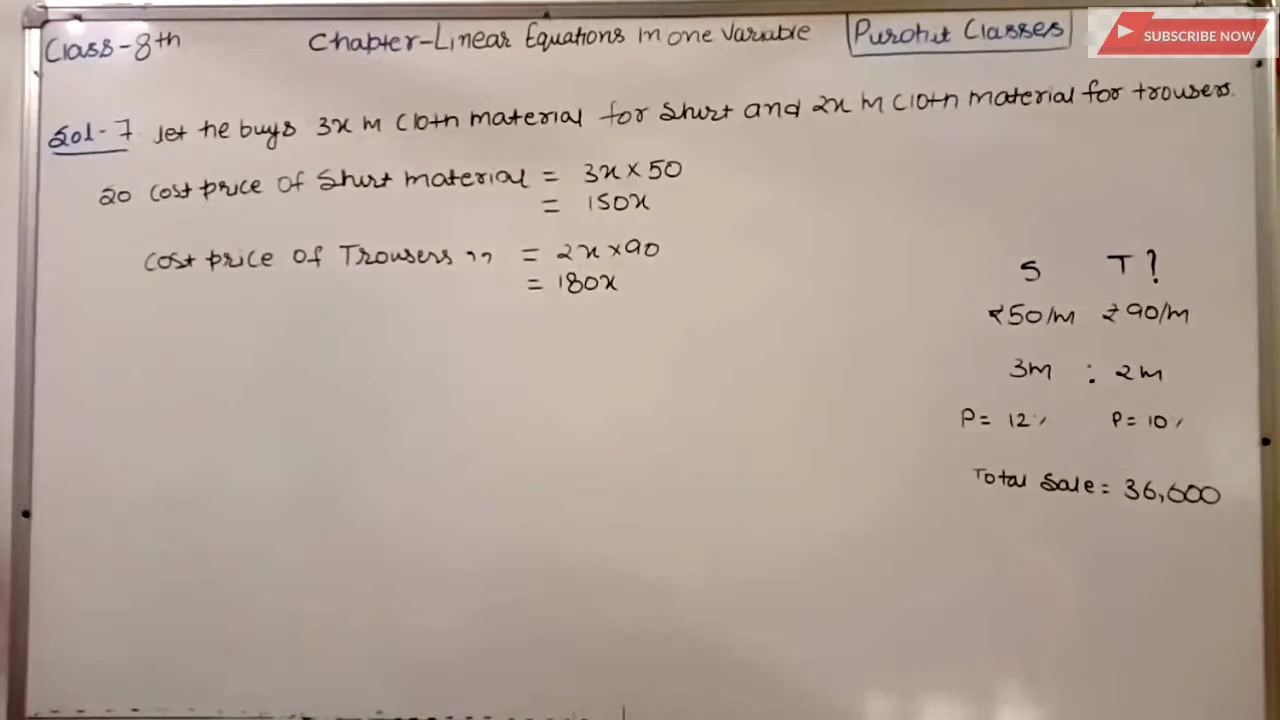 Class-8th Chapter-Linear Equations in one variable Purohit Classes
SUBSCRIBE NOW
Sol-7 Let he buys 3x m cloth material for shirt and 2x m cloth material for trousers.
So cost price of shirt material = 3x × 50
= 150x
cost price of Trousers ,, = 2x × 90
= 180x
S T?
₹50/m ₹90/m
3m : 2m
P = 12% P = 10%
Total sale = 36,600